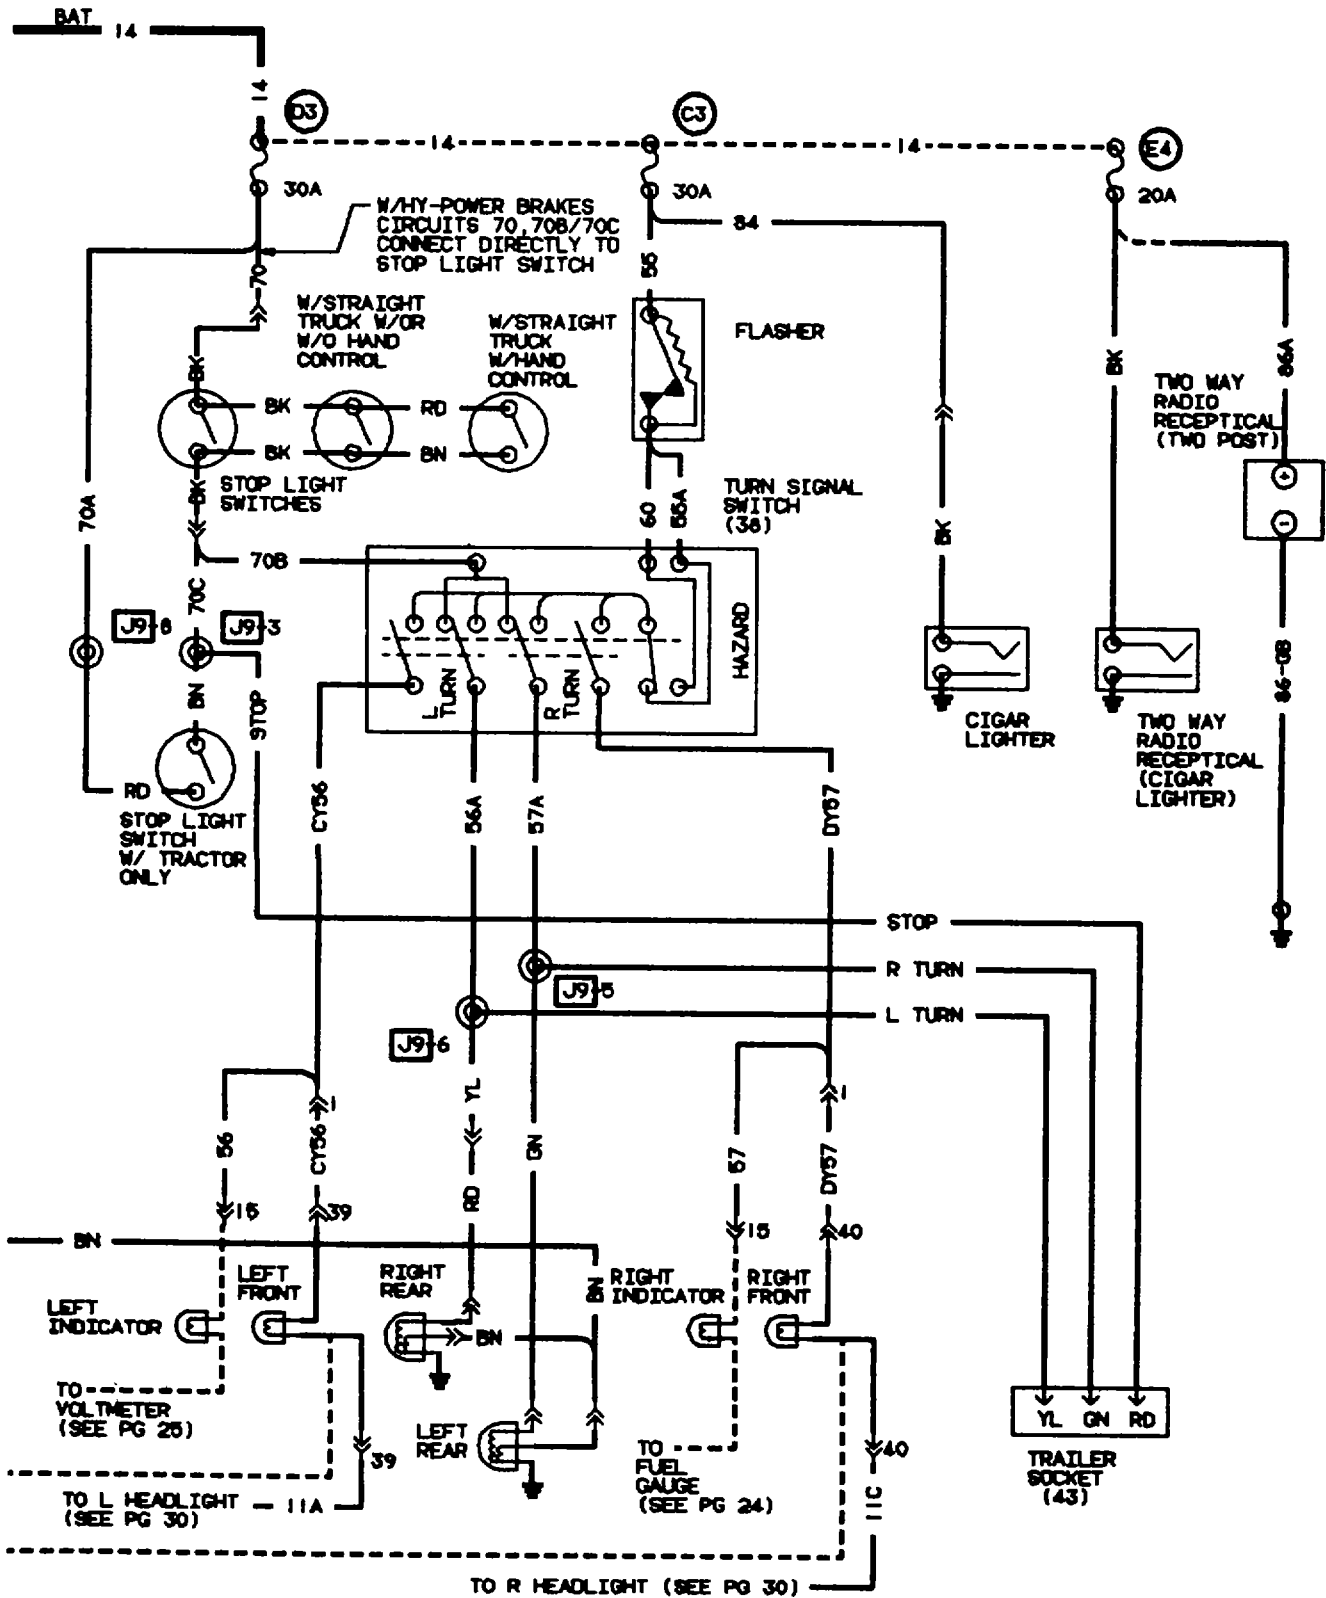 BAT
14
14
D3
14
C3
14
E4
30A
30A
20A
W/HY-POWER BRAKES
CIRCUITS 70,70B/70C
CONNECT DIRECTLY TO
STOP LIGHT SWITCH
84
70
55
W/STRAIGHT
TRUCK W/OR
W/O HAND
CONTROL
W/STRAIGHT
TRUCK
W/HAND
CONTROL
FLASHER
BK
BK
86A
TWO WAY
RADIO
RECEPTICAL
(TWO POST)
BK
RD
BK
BN
+
-
STOP LIGHT
SWITCHES
BK
70A
60
55A
TURN SIGNAL
SWITCH
(38)
BK
70B
70C
J9-8
J9-3
HAZARD
L
TURN
R
TURN
BN
STOP
86-GB
CIGAR
LIGHTER
TWO WAY
RADIO
RECEPTICAL
(CIGAR
LIGHTER)
RD
STOP LIGHT
SWITCH
W/ TRACTOR
ONLY
CY56
56A
57A
DY57
STOP
R TURN
J9-5
L TURN
J9-6
YL
1
1
56
CY56
RD
GN
57
DY57
15
39
15
40
BN
BN
LEFT
INDICATOR
LEFT
FRONT
RIGHT
REAR
RIGHT
INDICATOR
RIGHT
FRONT
BN
TO
VOLTMETER
(SEE PG 25)
LEFT
REAR
TO
FUEL
GAUGE
(SEE PG 24)
39
40
YL GN RD
TRAILER
SOCKET
(43)
TO L HEADLIGHT
(SEE PG 30)
11A
11C
TO R HEADLIGHT (SEE PG 30)